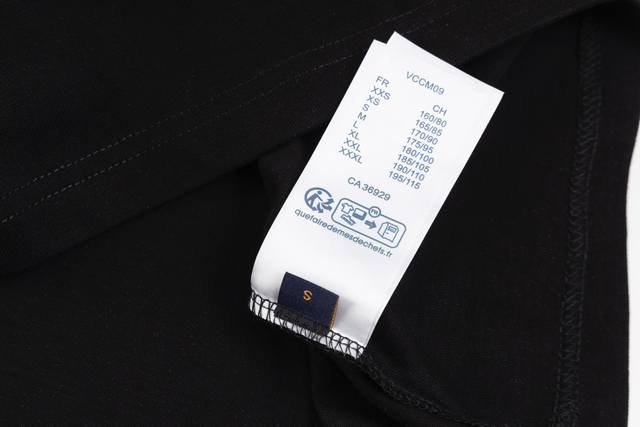 VCCM09
FR CH
XXS 160/80
XS 165/85
S 170/90
M 175/95
L 180/100
XL 185/105
XXL 190/110
XXXL 195/115
CA 36929
FR
quefairedemesdechets.fr
S